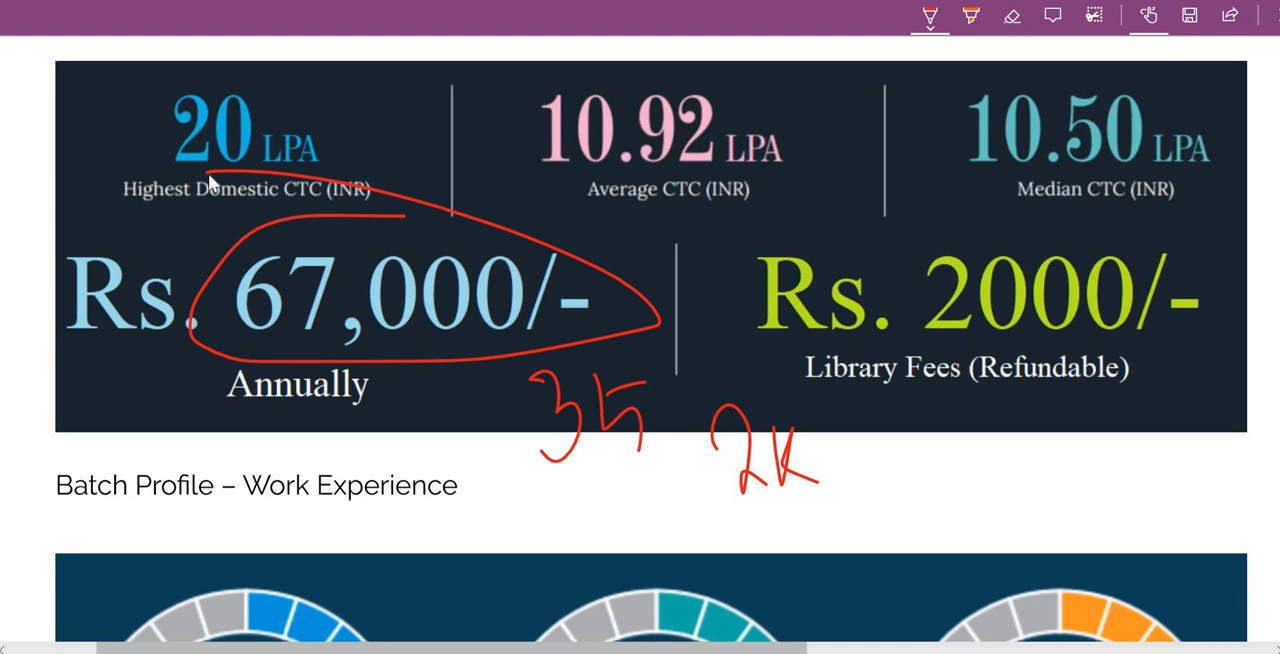 20 LPA
Highest Domestic CTC (INR)
10.92 LPA
Average CTC (INR)
10.50 LPA
Median CTC (INR)
Rs. 67,000/-
Annually
Rs. 2000/-
Library Fees (Refundable)
35
2K
Batch Profile – Work Experience